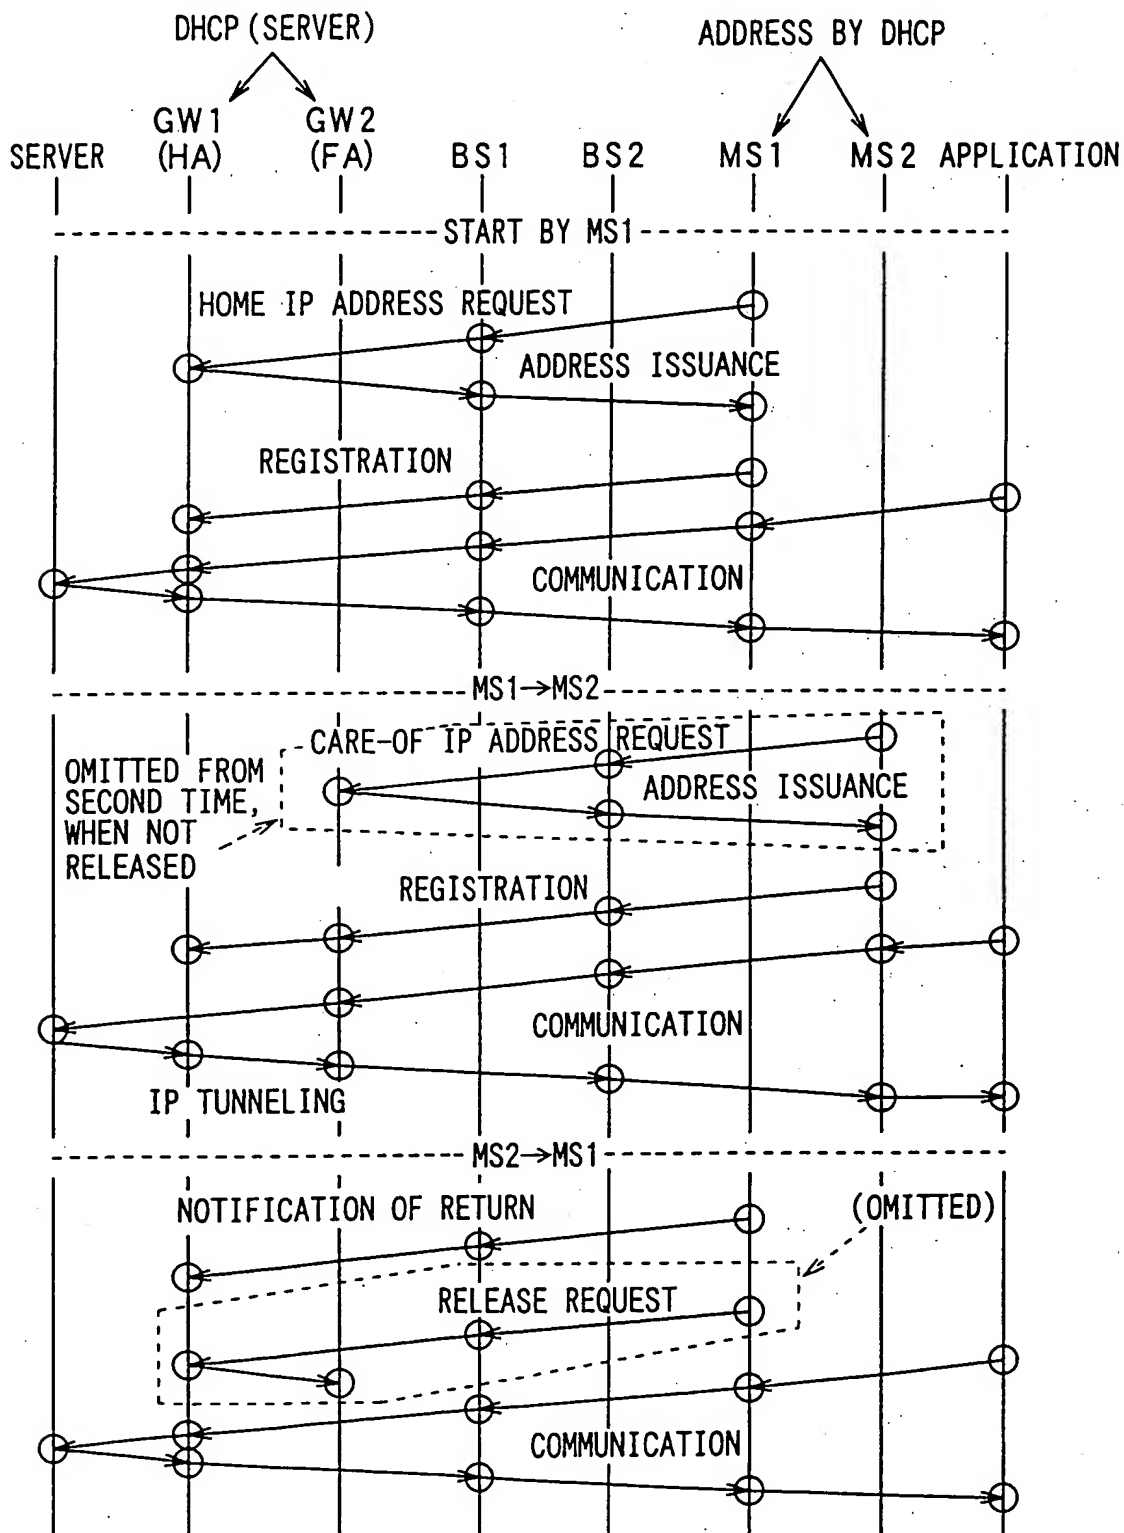 DHCP (SERVER)
ADDRESS BY DHCP
GW1
GW2
SERVER
(HA)
(FA)
BS1
BS2
MS1
MS2
APPLICATION
START BY MS1
HOME IP ADDRESS REQUEST
ADDRESS ISSUANCE
REGISTRATION
COMMUNICATION
MS1→MS2
CARE-OF IP ADDRESS REQUEST
OMITTED FROM
SECOND TIME,
WHEN NOT
RELEASED
ADDRESS ISSUANCE
REGISTRATION
COMMUNICATION
IP TUNNELING
MS2→MS1
NOTIFICATION OF RETURN
(OMITTED)
RELEASE REQUEST
COMMUNICATION